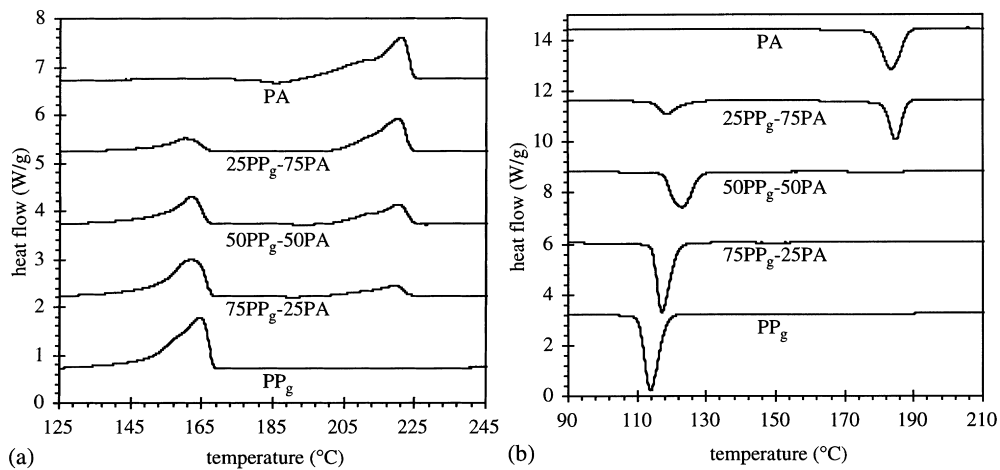 8
7
6
5
4
3
2
1
0
heat flow (W/g)
PA
25PPg-75PA
50PPg-50PA
75PPg-25PA
PPg
125
145
165
185
205
225
245
temperature (°C)
(a)
14
12
10
8
6
4
2
0
heat flow (W/g)
PA
25PPg-75PA
50PPg-50PA
75PPg-25PA
PPg
90
110
130
150
170
190
210
temperature (°C)
(b)